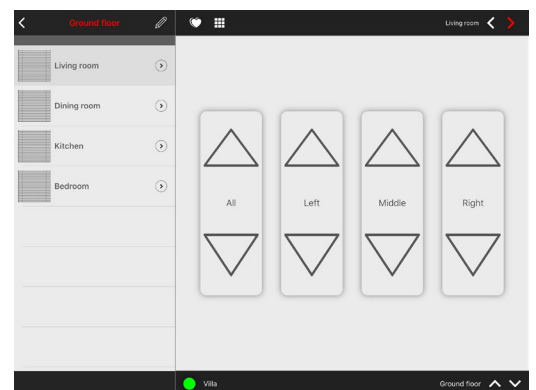 Ground floor
Living room
Living room
Dining room
Kitchen
Bedroom
All
Left
Middle
Right
Villa
Ground floor